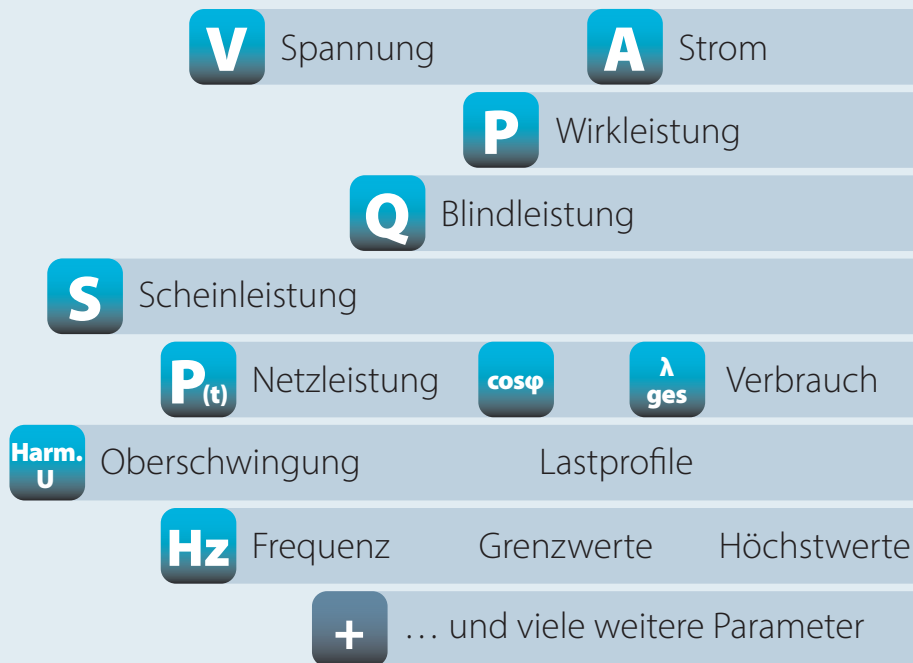 V Spannung A Strom
P Wirkleistung
Q Blindleistung
S Scheinleistung
P(t) Netzleistung cosφ λ ges Verbrauch
Harm. U Oberschwingung Lastprofile
Hz Frequenz Grenzwerte Höchstwerte
+ … und viele weitere Parameter